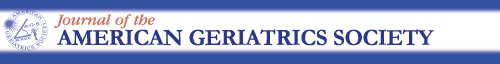 Journal of the
AMERICAN GERIATRICS SOCIETY